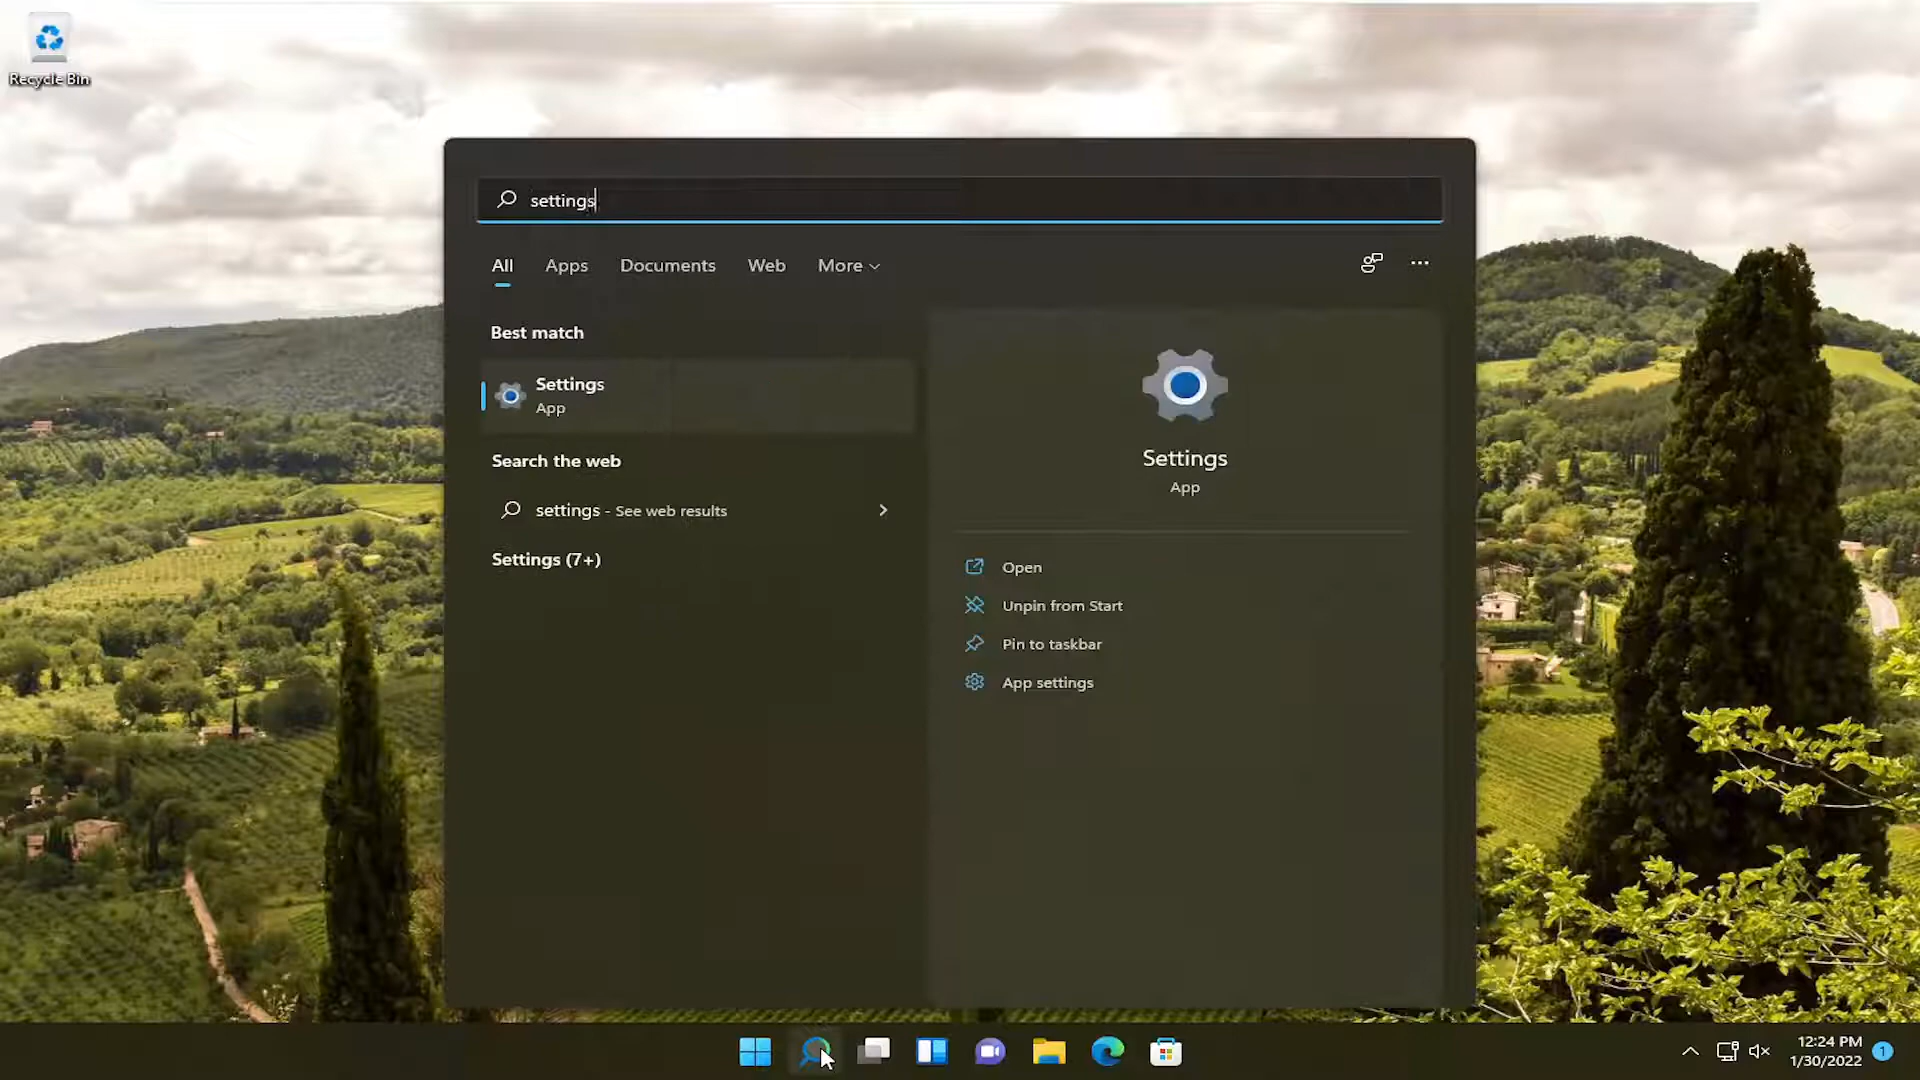 Recycle Bin
settings
All Apps Documents Web More
Best match
Settings
App
Search the web
settings - See web results
Settings (7+)
Settings
App
Open
Unpin from Start
Pin to taskbar
App settings
12:24 PM
1/30/2022
1